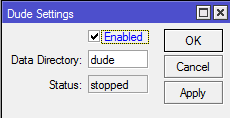 Dude Settings
Enabled
OK
Data Directory: dude
Cancel
Status: stopped
Apply